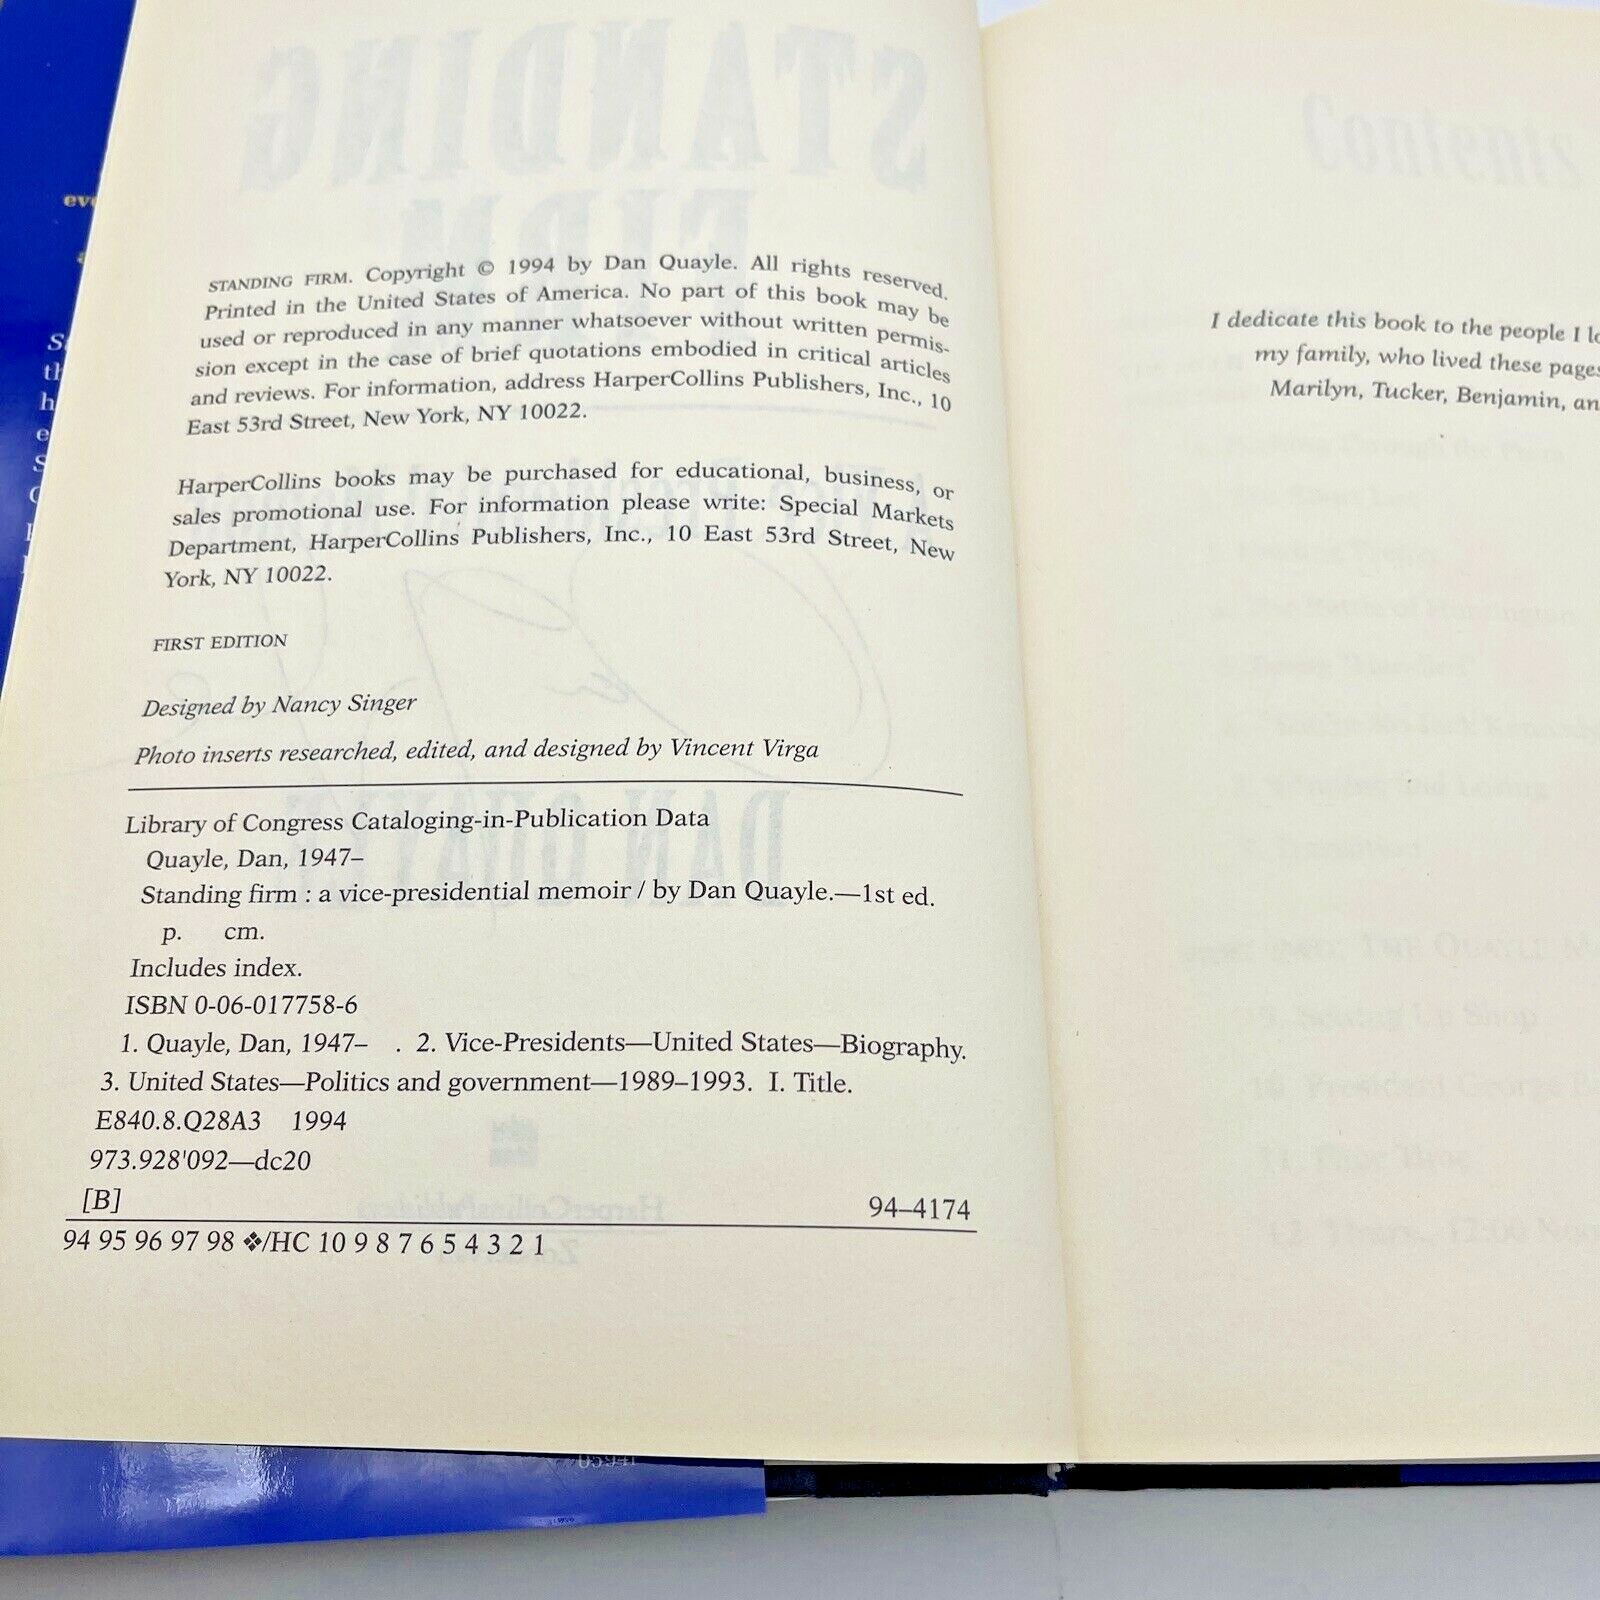 STANDING FIRM. Copyright © 1994 by Dan Quayle. All rights reserved.
Printed in the United States of America. No part of this book may be
used or reproduced in any manner whatsoever without written permis-
sion except in the case of brief quotations embodied in critical articles
and reviews. For information, address HarperCollins Publishers, Inc., 10
East 53rd Street, New York, NY 10022.
HarperCollins books may be purchased for educational, business, or
sales promotional use. For information please write: Special Markets
Department, HarperCollins Publishers, Inc., 10 East 53rd Street, New
York, NY 10022.
FIRST EDITION
Designed by Nancy Singer
Photo inserts researched, edited, and designed by Vincent Virga
Library of Congress Cataloging-in-Publication Data
Quayle, Dan, 1947–
Standing firm : a vice-presidential memoir / by Dan Quayle.—1st ed.
p. cm.
Includes index.
ISBN 0-06-017758-6
1. Quayle, Dan, 1947– . 2. Vice-Presidents—United States—Biography.
3. United States—Politics and government—1989–1993. I. Title.
E840.8.Q28A3 1994
973.928'092—dc20
[B] 94–4174
94 95 96 97 98 ❖/HC 10 9 8 7 6 5 4 3 2 1
I dedicate this book to the people I
my family, who lived these pages
Marilyn, Tucker, Benjamin,
Contents